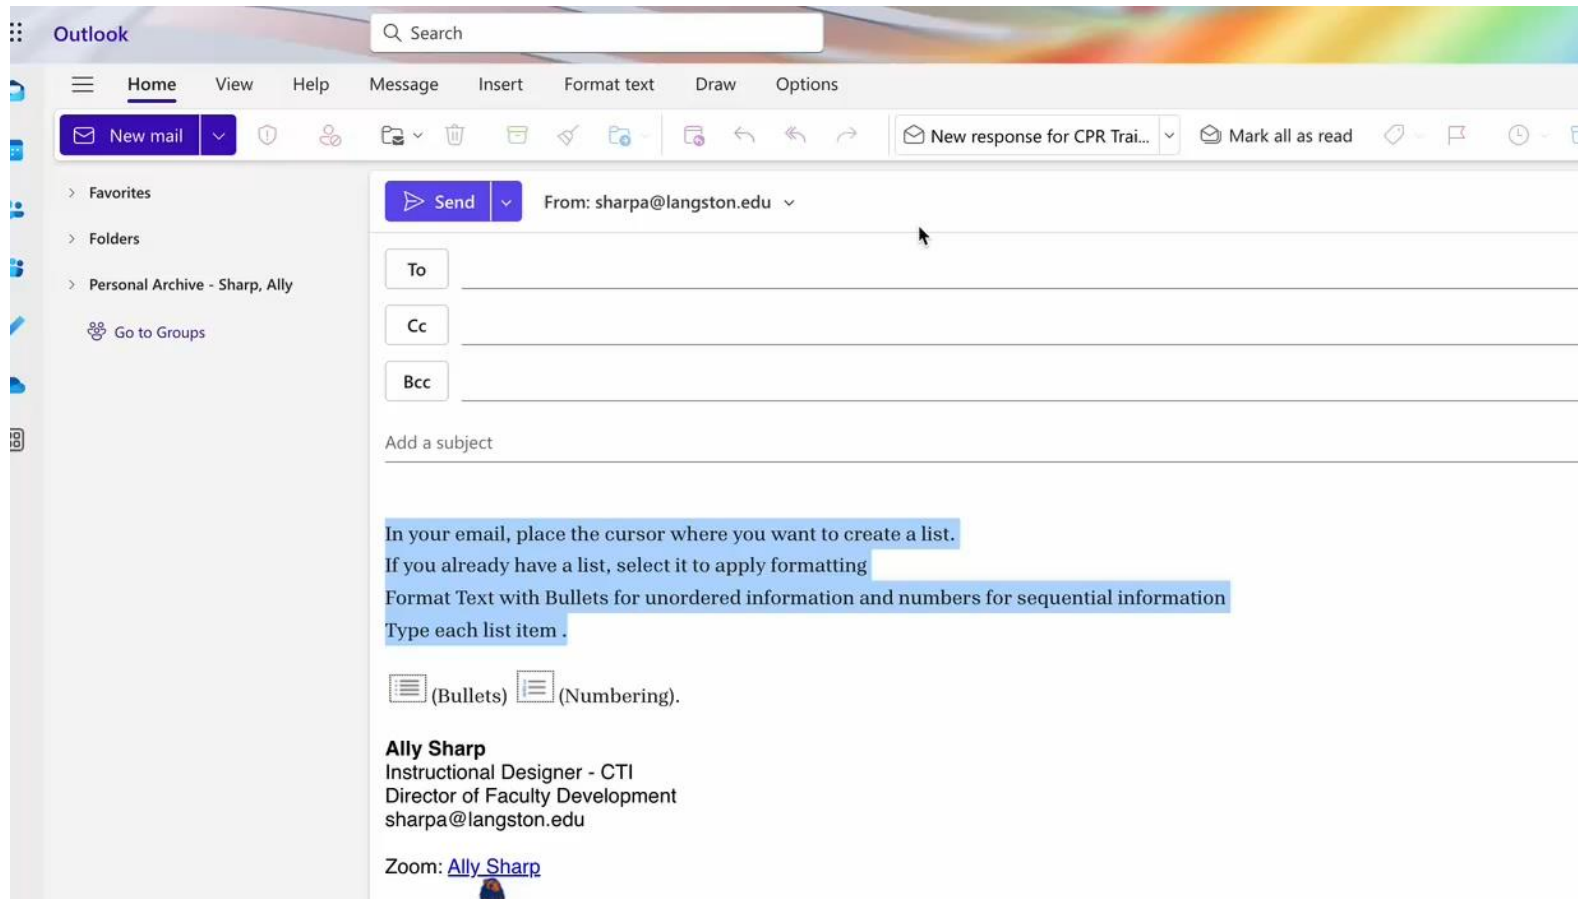 Outlook
Search
Home View Help Message Insert Format text Draw Options
New mail
New response for CPR Trai...
Mark all as read
Favorites
Folders
Personal Archive - Sharp, Ally
Go to Groups
Send
From: sharpa@langston.edu
To
Cc
Bcc
Add a subject
In your email, place the cursor where you want to create a list.
If you already have a list, select it to apply formatting
Format Text with Bullets for unordered information and numbers for sequential information
Type each list item .
(Bullets) (Numbering).
Ally Sharp
Instructional Designer - CTI
Director of Faculty Development
sharpa@langston.edu
Zoom: Ally Sharp